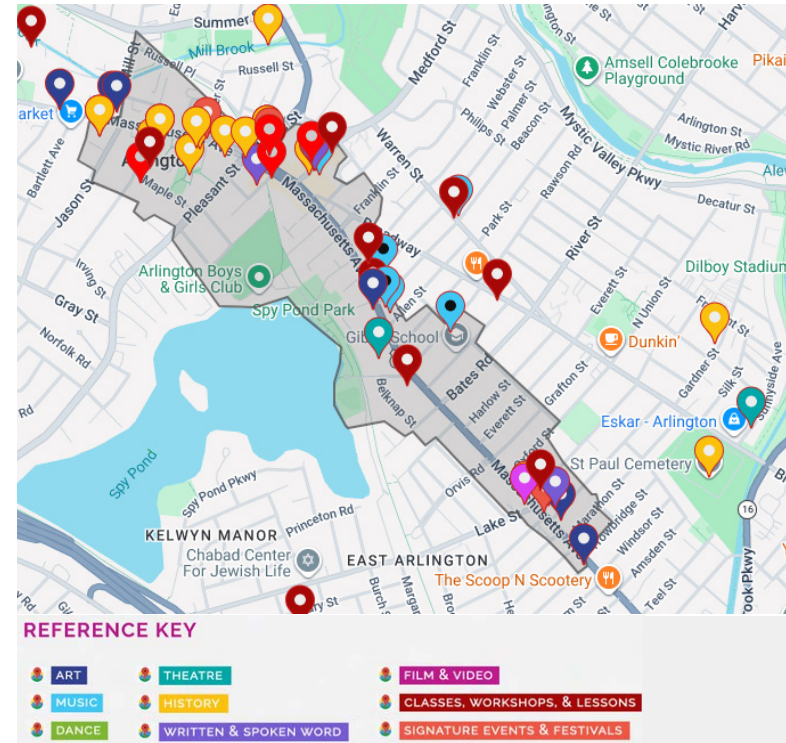 Summer
Mill Brook
Russell Pl
Russell St
Medford St
Franklin St
Webster St
Palmer St
Beacon St
Philips St
Amsell Colebrooke
Playground
Arlington St
Mystic River Rd
Mystic Valley Pkwy
Decatur St
Bartlett Ave
Jason St
Maple St
Pleasant St
Massachusetts
Franklin St
Warren St
Park St
Rawson Rd
River St
Irving St
Gray St
Norfolk Rd
Rd
Arlington Boys
& Girls Club
Spy Pond Park
Allen St
School
Everett St
N Union St
Dilboy Stadium
Dunkin'
Gardner St
Silk St
Sunnyside Ave
Bates Rd
Grafton St
Harlow St
Everett St
Belknap St
Eskar - Arlington
St Paul Cemetery
Orvis Rd
Spy Pond
Spy Pond Pkwy
Princeton Rd
Lake St
Windsor St
Amsden St
16
KELWYN MANOR
Chabad Center
For Jewish Life
EAST ARLINGTON
The Scoop N Scootery
Teel St
REFERENCE KEY
ART
THEATRE
FILM & VIDEO
MUSIC
HISTORY
CLASSES, WORKSHOPS, & LESSONS
DANCE
WRITTEN & SPOKEN WORD
SIGNATURE EVENTS & FESTIVALS